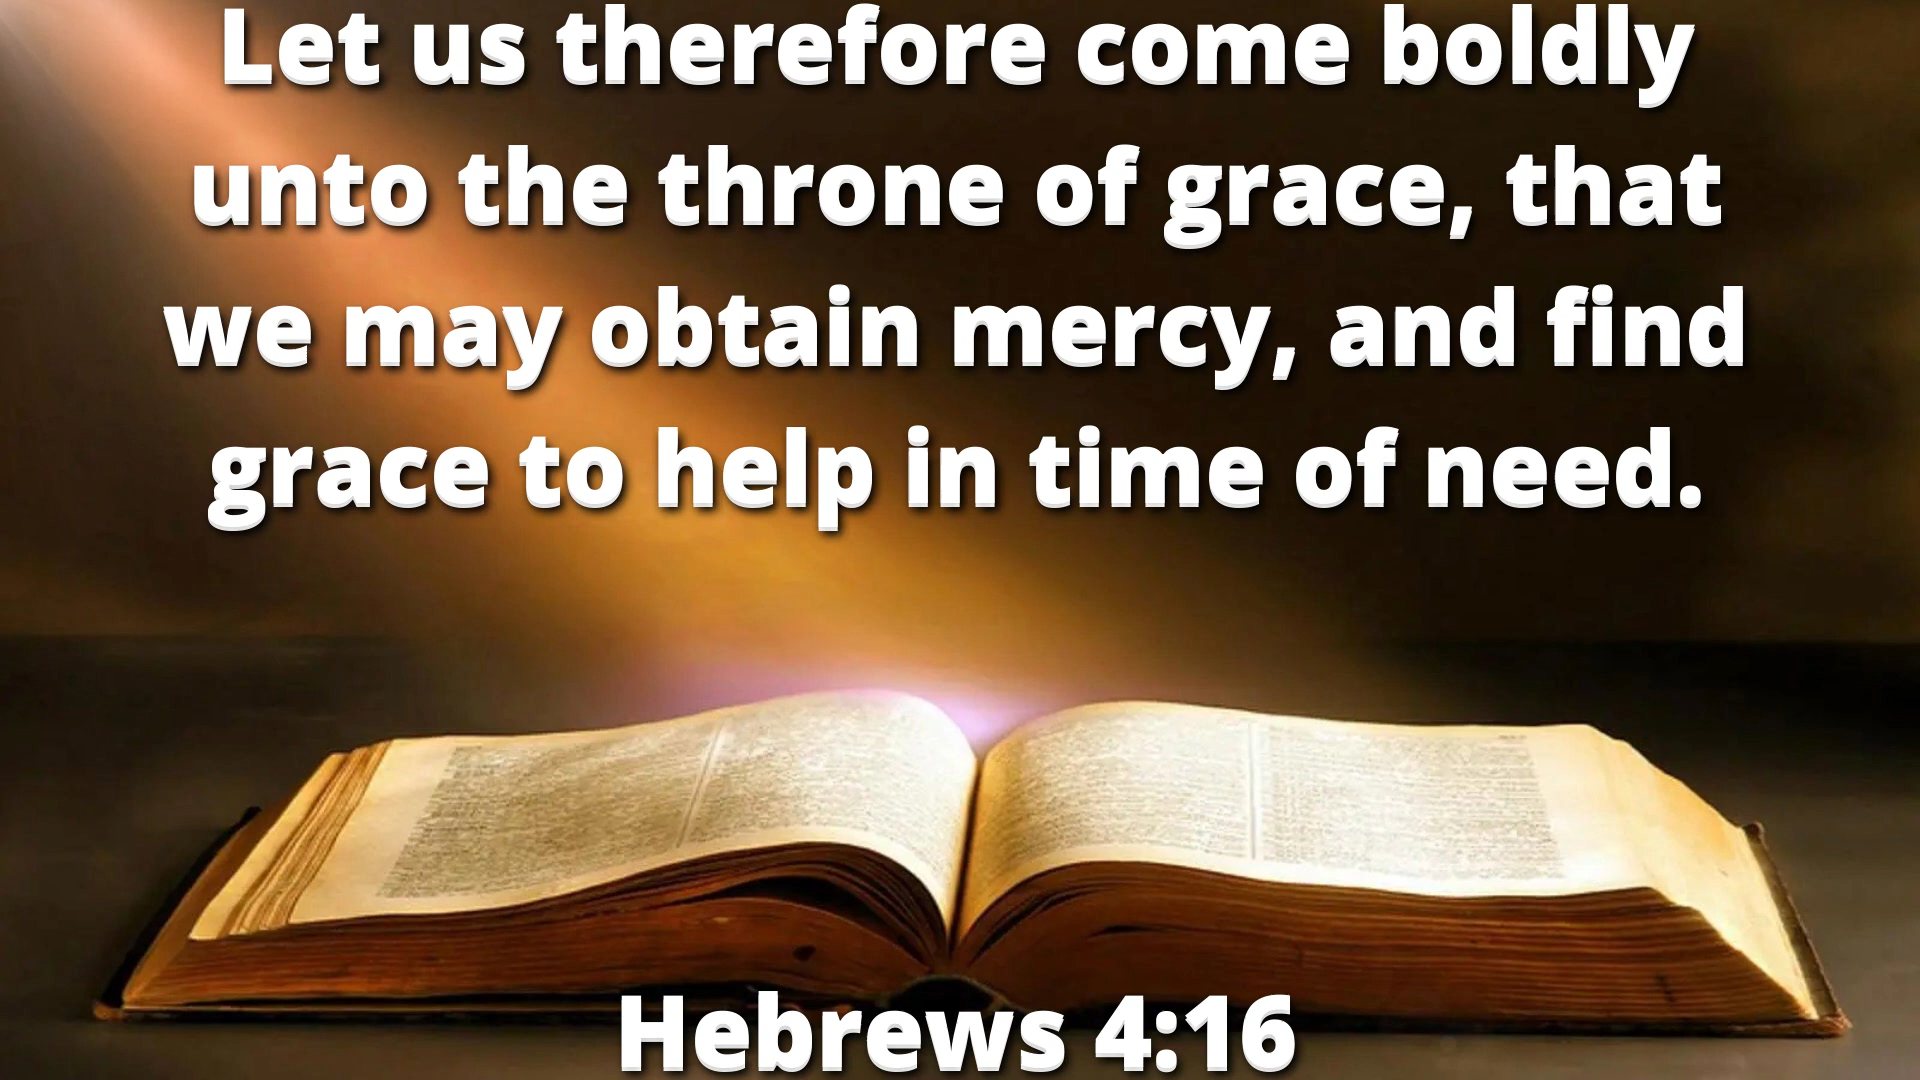 Let us therefore come boldly
unto the throne of grace, that
we may obtain mercy, and find
grace to help in time of need.
Hebrews 4:16